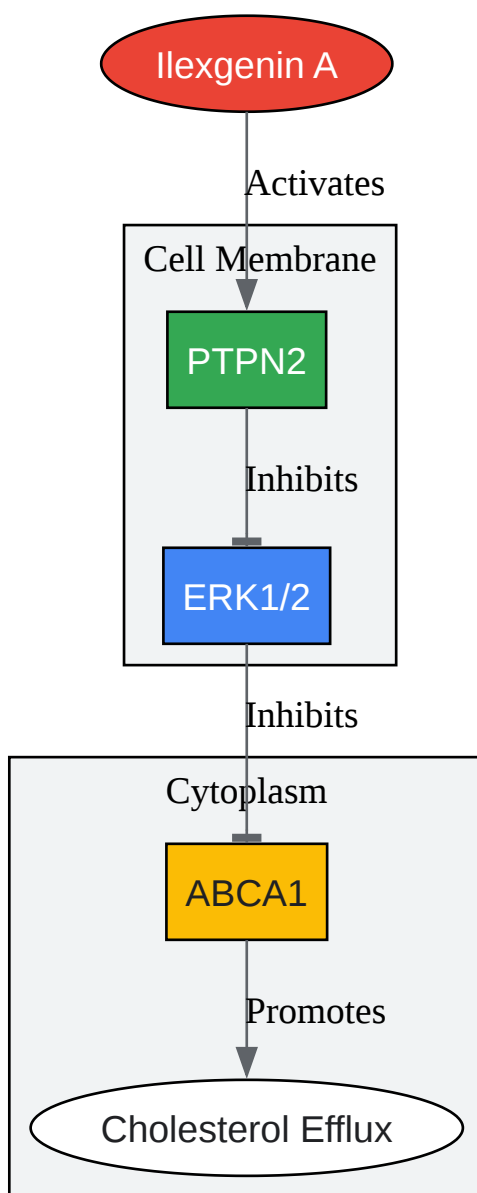 Ilexgenin A
Activates
Cell Membrane
PTPN2
Inhibits
ERK1/2
Inhibits
Cytoplasm
ABCA1
Promotes
Cholesterol Efflux